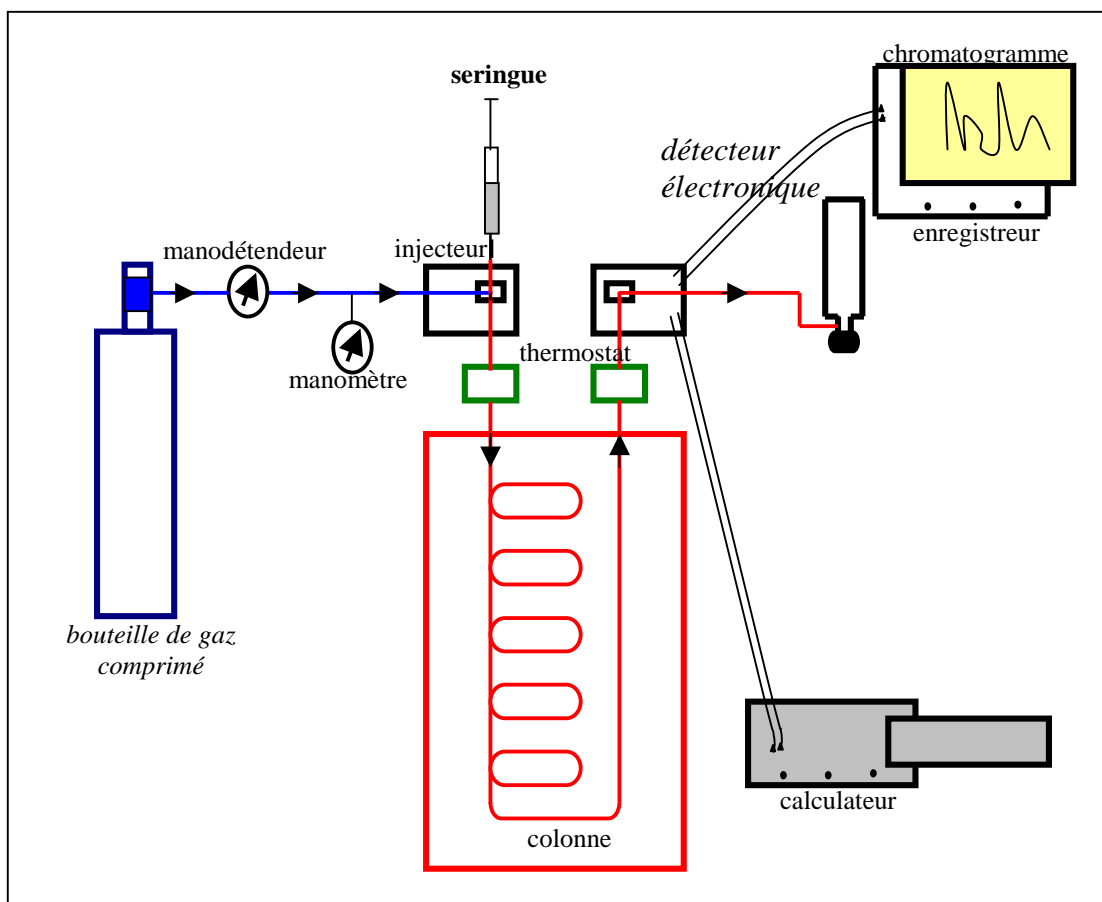 chromatogramme
seringue
détecteur
électronique
enregistreur
manodétendeur
injecteur
thermostat
manomètre
bouteille de gaz
comprimé
calculateur
colonne